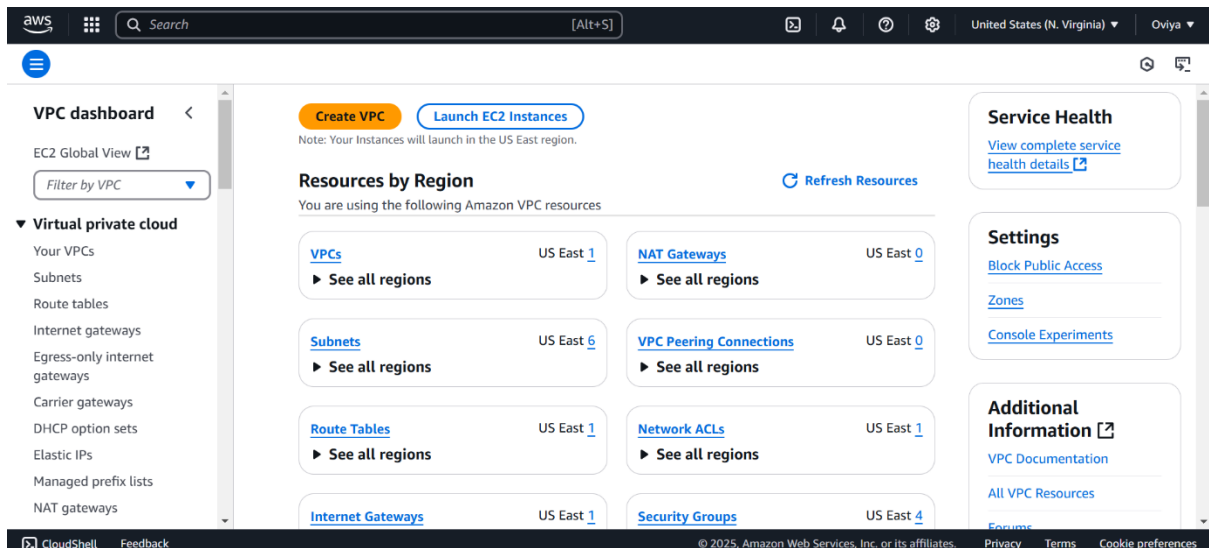 aws
Search [Alt+S]
United States (N. Virginia) ▼
Oviya ▼
VPC dashboard
EC2 Global View
Filter by VPC
Virtual private cloud
Your VPCs
Subnets
Route tables
Internet gateways
Egress-only internet
gateways
Carrier gateways
DHCP option sets
Elastic IPs
Managed prefix lists
NAT gateways
Create VPC
Launch EC2 Instances
Note: Your Instances will launch in the US East region.
Resources by Region
Refresh Resources
You are using the following Amazon VPC resources
VPCs US East 1
See all regions
NAT Gateways US East 0
See all regions
Subnets US East 6
See all regions
VPC Peering Connections US East 0
See all regions
Route Tables US East 1
See all regions
Network ACLs US East 1
See all regions
Internet Gateways US East 1
Security Groups US East 4
Service Health
View complete service
health details
Settings
Block Public Access
Zones
Console Experiments
Additional
Information
VPC Documentation
All VPC Resources
Forums
CloudShell Feedback
© 2025, Amazon Web Services, Inc. or its affiliates. Privacy Terms Cookie preferences